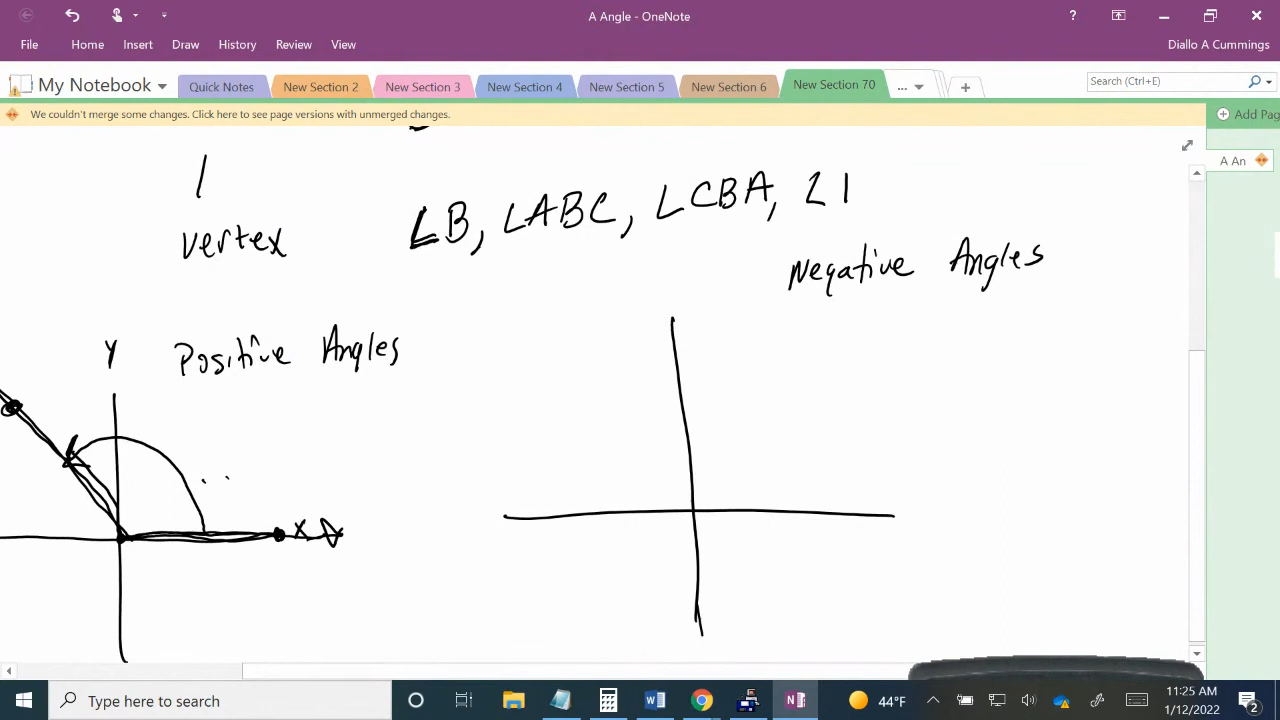 A Angle - OneNote
?
File Home Insert Draw History Review View
Diallo A Cummings
My Notebook
Quick Notes
New Section 2
New Section 3
New Section 4
New Section 5
New Section 6
New Section 70
...
+
Search (Ctrl+E)
We couldn't merge some changes. Click here to see page versions with unmerged changes.
Add Pag
A An
∠B, ∠ABC, ∠CBA, ∠1
vertex
Negative Angles
Y
Positive Angles
X
Type here to search
44°F
11:25 AM
1/12/2022
2